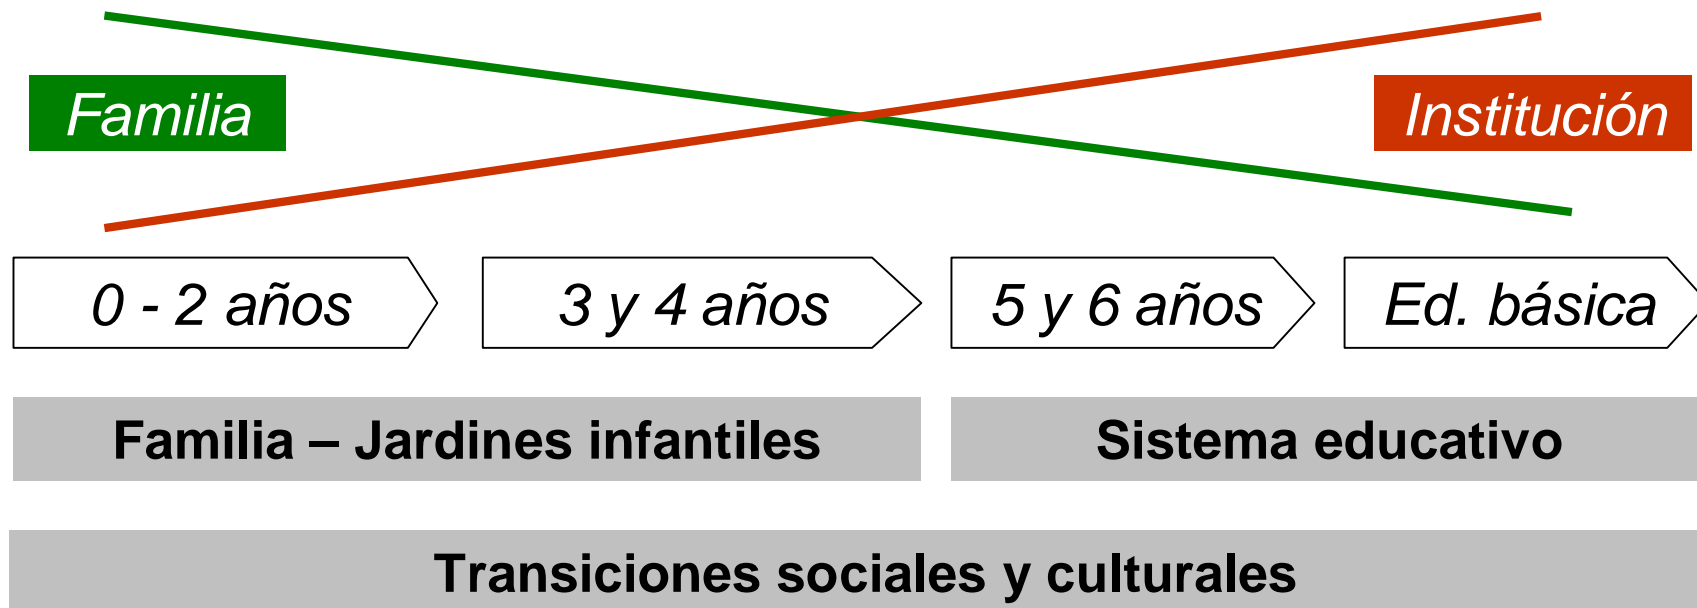 Familia
Institución
0 - 2 años
3 y 4 años
5 y 6 años
Ed. básica
Familia – Jardines infantiles
Sistema educativo
Transiciones sociales y culturales